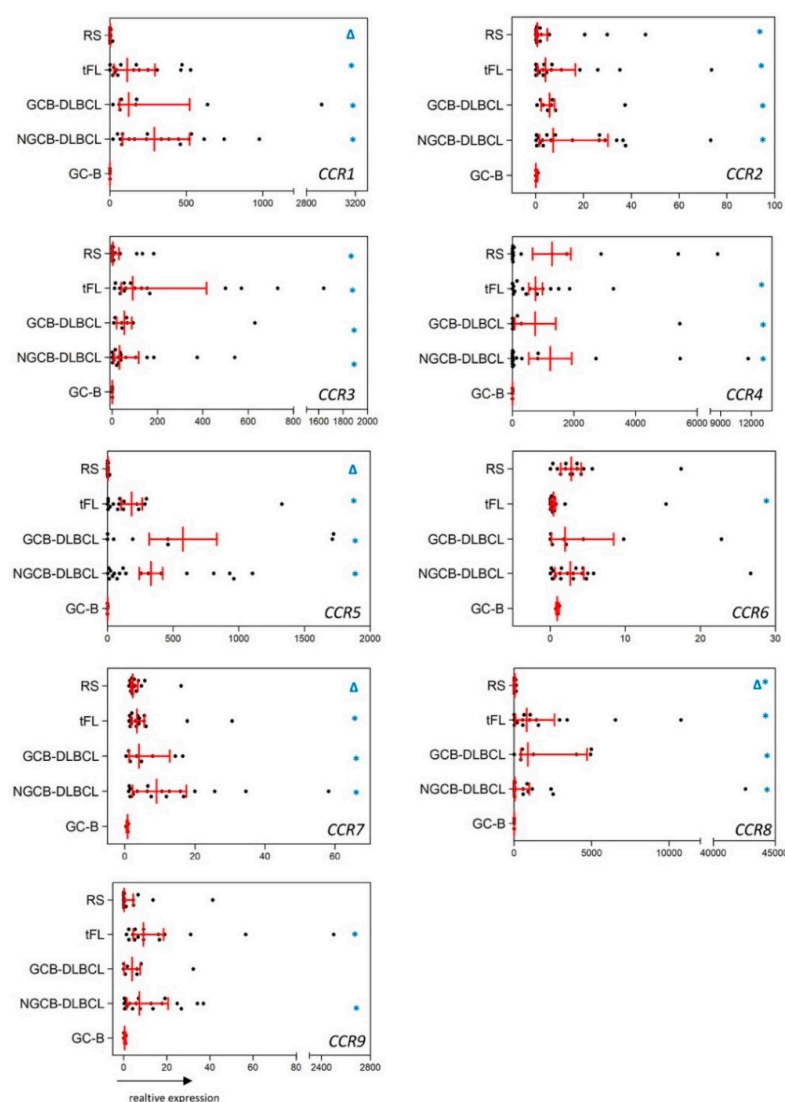 RS Δ
tFL *
GCB-DLBCL *
NGCB-DLBCL *
GC-B
CCR1
0 500 1000 2800 3200
RS *
tFL *
GCB-DLBCL *
NGCB-DLBCL *
GC-B
CCR2
0 20 40 60 80 100
RS *
tFL *
GCB-DLBCL *
NGCB-DLBCL *
GC-B
CCR3
0 200 400 600 800 1600 1800 2000
RS
tFL *
GCB-DLBCL *
NGCB-DLBCL *
GC-B
CCR4
0 2000 4000 6000 9000 12000
RS Δ
tFL *
GCB-DLBCL *
NGCB-DLBCL *
GC-B
CCR5
0 500 1000 1500 2000
RS
tFL *
GCB-DLBCL
NGCB-DLBCL
GC-B
CCR6
0 10 20 30
RS Δ
tFL *
GCB-DLBCL *
NGCB-DLBCL *
GC-B
CCR7
0 20 40 60
RS Δ*
tFL *
GCB-DLBCL *
NGCB-DLBCL *
GC-B
CCR8
0 5000 10000 40000 45000
RS
tFL *
GCB-DLBCL
NGCB-DLBCL *
GC-B
CCR9
0 20 40 60 80 2400 2800
realtive expression